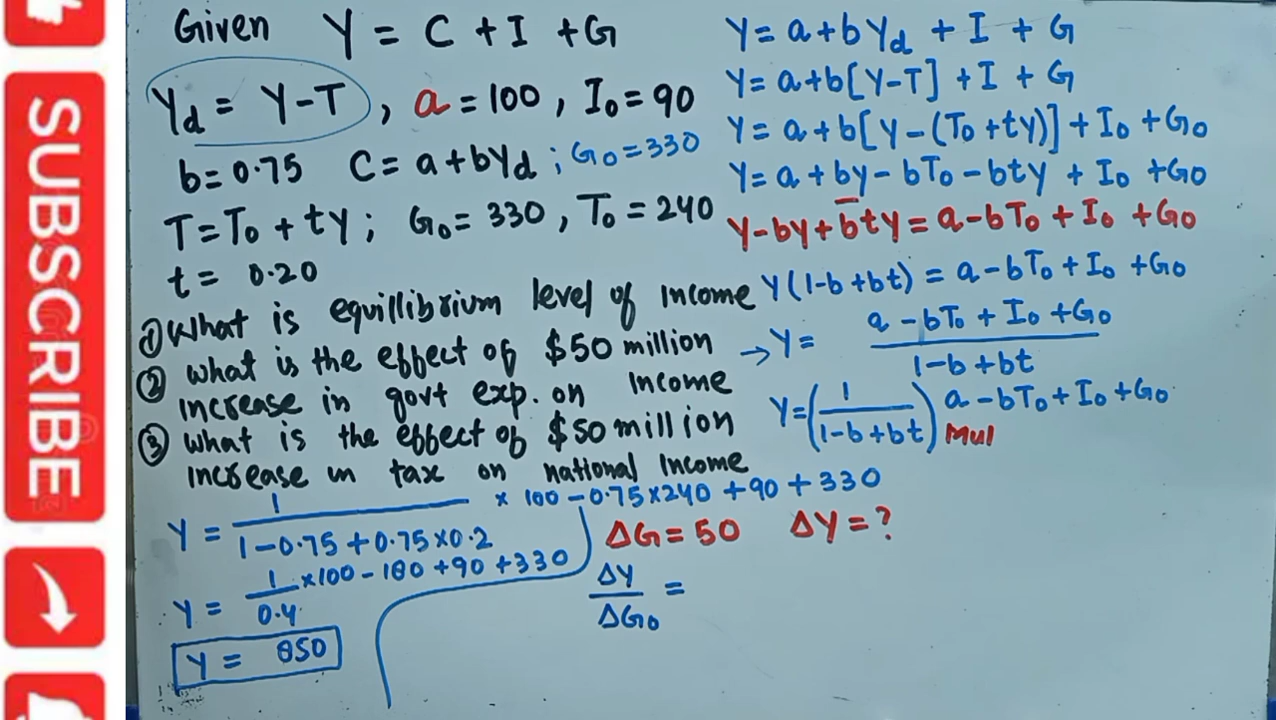 SUBSCRIBE
Given Y = C + I + G
Yd = Y-T , a = 100 , I0 = 90
b = 0.75 C = a + bYd ; G0 = 330
T = T0 + tY ; G0 = 330 , T0 = 240
t = 0.20
① What is equillibrium level of Income
② what is the effect of $50 million
increase in govt exp. on Income
③ what is the effect of $50 million
increase in tax on national Income
Y = 1/(1-0.75+0.75×0.2) × 100-0.75×240+90+330
Y = 1/0.4 ×100-180+90+330
Y = 850
Y = a + bYd + I + G
Y = a + b[Y-T] + I + G
Y = a + b[Y-(T0+tY)] + I0 + G0
Y = a + by - bT0 - bty + I0 + G0
Y-by+bty = a-bT0 + I0 + G0
Y(1-b+bt) = a-bT0 + I0 + G0
→ Y = (a-bT0 + I0 + G0)/(1-b+bt)
Y = (1/(1-b+bt)) a-bT0+I0+G0
Mul
ΔG = 50 ΔY = ?
ΔY/ΔG0 =